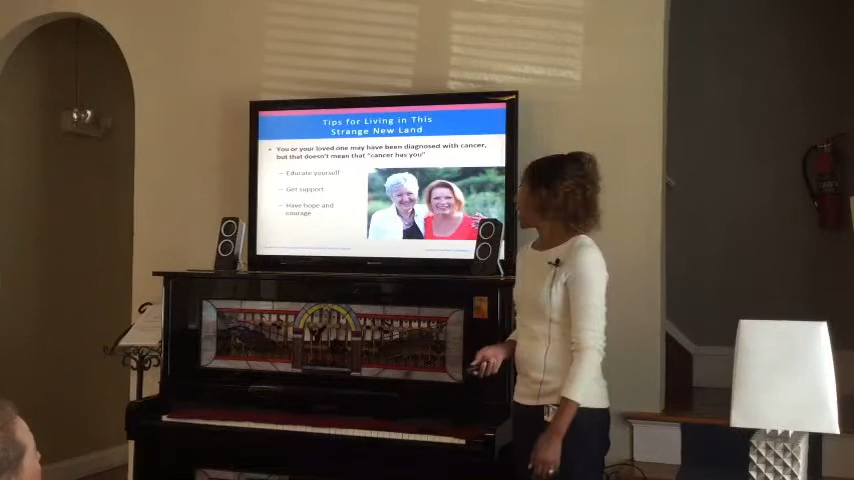 Tips for Living in This
Strange New Land
• You or your loved one may have been diagnosed with cancer,
but that doesn't mean that "cancer has you"
– Educate yourself
– Get support
– Have hope and
courage